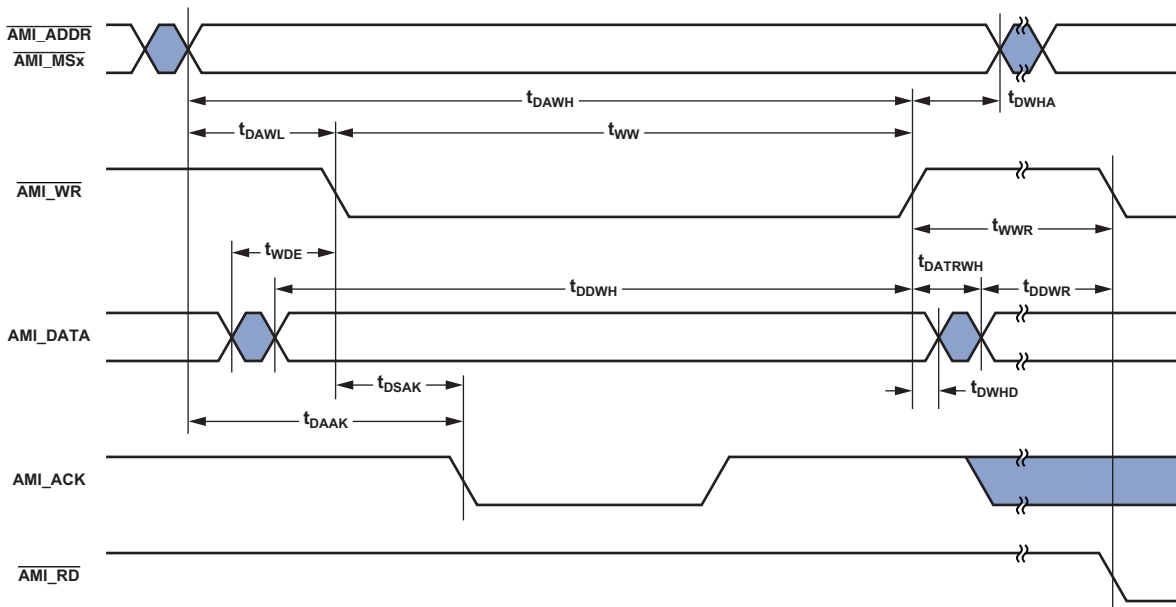 AMI_ADDR
AMI_MSx
tDAWH
tDWHA
tDAWL
tWW
AMI_WR
tWDE
tWWR
tDATRWH
tDDWH
tDDWR
AMI_DATA
tDSAK
tDWHD
tDAAK
AMI_ACK
AMI_RD